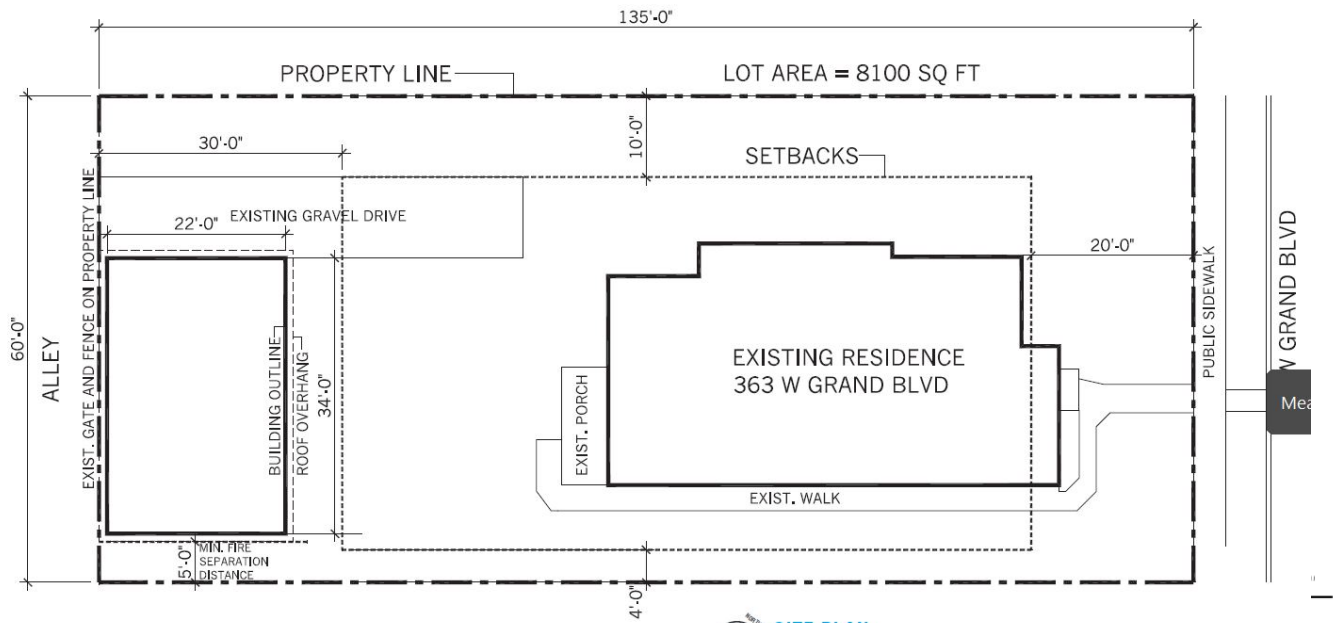 135'-0"
PROPERTY LINE
LOT AREA = 8100 SQ FT
30'-0"
10'-0"
SETBACKS
EXISTING GRAVEL DRIVE
22'-0"
20'-0"
60'-0"
ALLEY
EXIST. GATE AND FENCE ON PROPERTY LINE
BUILDING OUTLINE
ROOF OVERHANG
34'-0"
EXISTING RESIDENCE
363 W GRAND BLVD
EXIST. PORCH
EXIST. WALK
PUBLIC SIDEWALK
W GRAND BLVD
Mea
5'-0"
MIN. FIRE
SEPARATION
DISTANCE
4'-0"